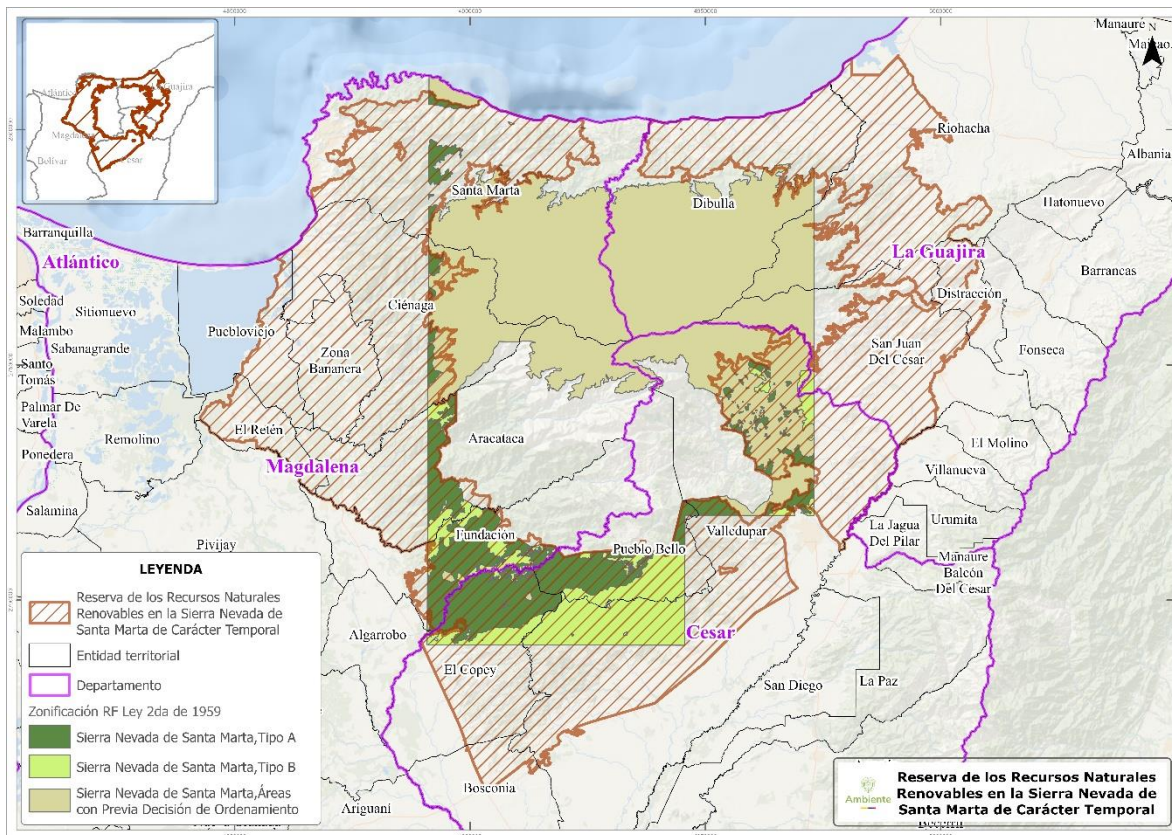 Atlántico
La Guajira
Magdalena
Bolívar
Manaure
N
Riohacha
Albania
Santa Marta
Dibulla
Hatonuevo
Barranquilla
Atlántico
La Guajira
Barrancas
Soledad
Sitionuevo
Ciénaga
Distracción
Malambo
Puebloviejo
Sabanagrande
Zona
Bananera
San Juan
Del Cesar
Fonseca
Santo
Tomás
Palmar De
Varela
Remolino
El Retén
Aracataca
El Molino
Ponedera
Magdalena
Villanueva
Salamina
Fundación
Valledupar
La Jagua
Del Pilar
Urumita
Pivijay
Pueblo Bello
Manaure
Balcón
Del Cesar
Algarrobo
Cesar
El Copey
San Diego
La Paz
Bosconia
Ariguaní
Becerril
LEYENDA
Reserva de los Recursos Naturales
Renovables en la Sierra Nevada de
Santa Marta de Carácter Temporal
Entidad territorial
Departamento
Zonificación RF Ley 2da de 1959
Sierra Nevada de Santa Marta,Tipo A
Sierra Nevada de Santa Marta,Tipo B
Sierra Nevada de Santa Marta,Áreas
con Previa Decisión de Ordenamiento
Ambiente
Reserva de los Recursos Naturales
Renovables en la Sierra Nevada de
Santa Marta de Carácter Temporal